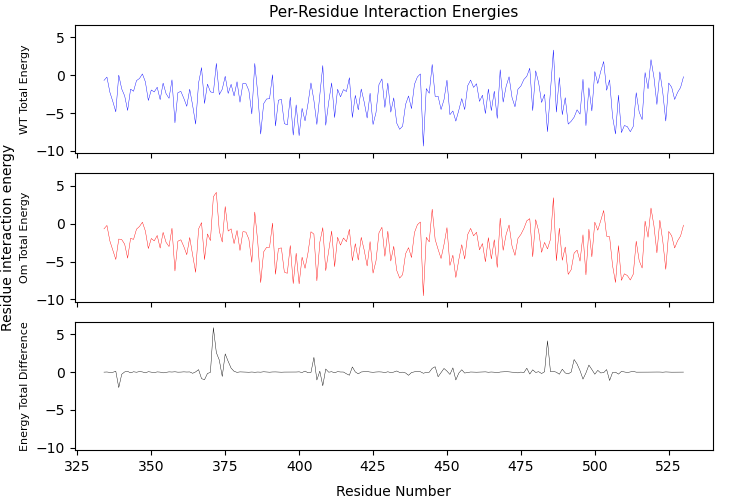 Per-Residue Interaction Energies
Residue interaction energy
WT Total Energy
5
0
−5
−10
Om Total Energy
5
0
−5
−10
Energy Total Difference
5
0
−5
−10
325 350 375 400 425 450 475 500 525
Residue Number